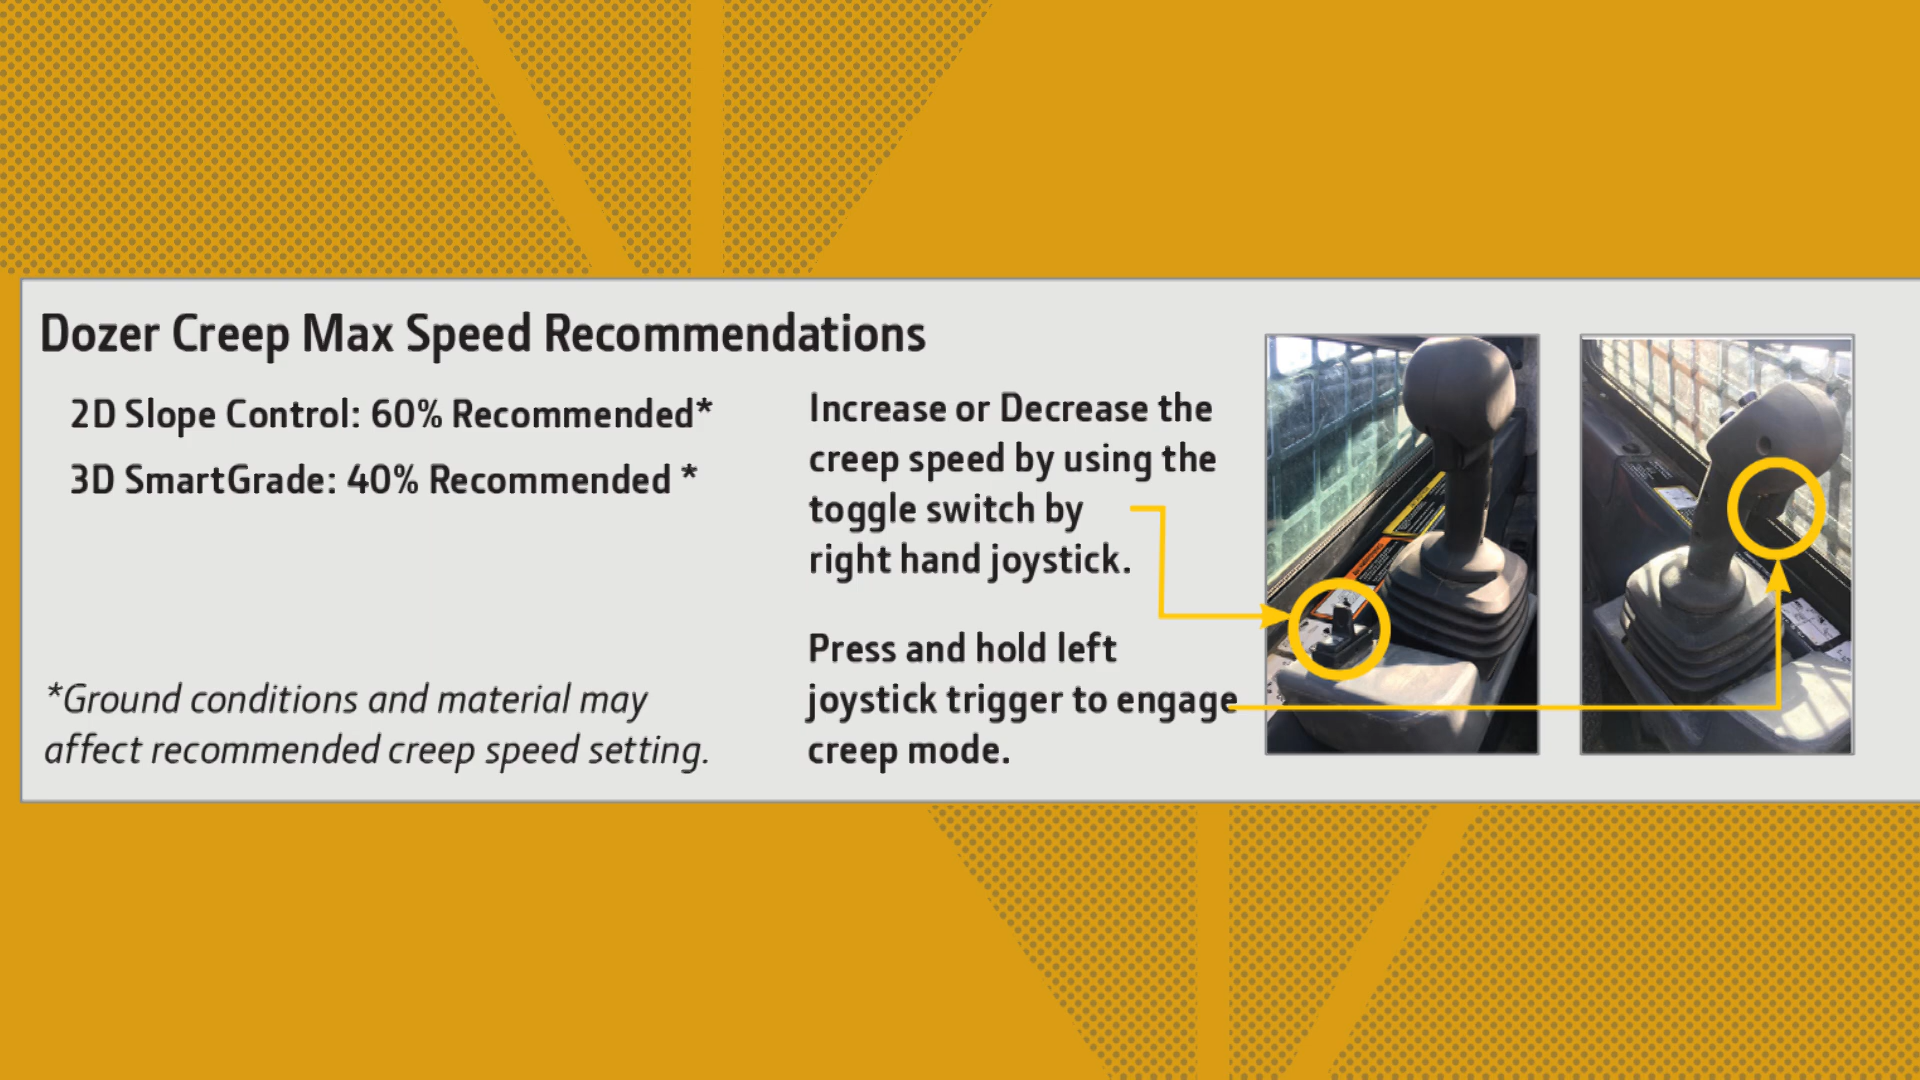 Dozer Creep Max Speed Recommendations
2D Slope Control: 60% Recommended*
3D SmartGrade: 40% Recommended *
*Ground conditions and material may
affect recommended creep speed setting.
Increase or Decrease the
creep speed by using the
toggle switch by
right hand joystick.
Press and hold left
joystick trigger to engage
creep mode.